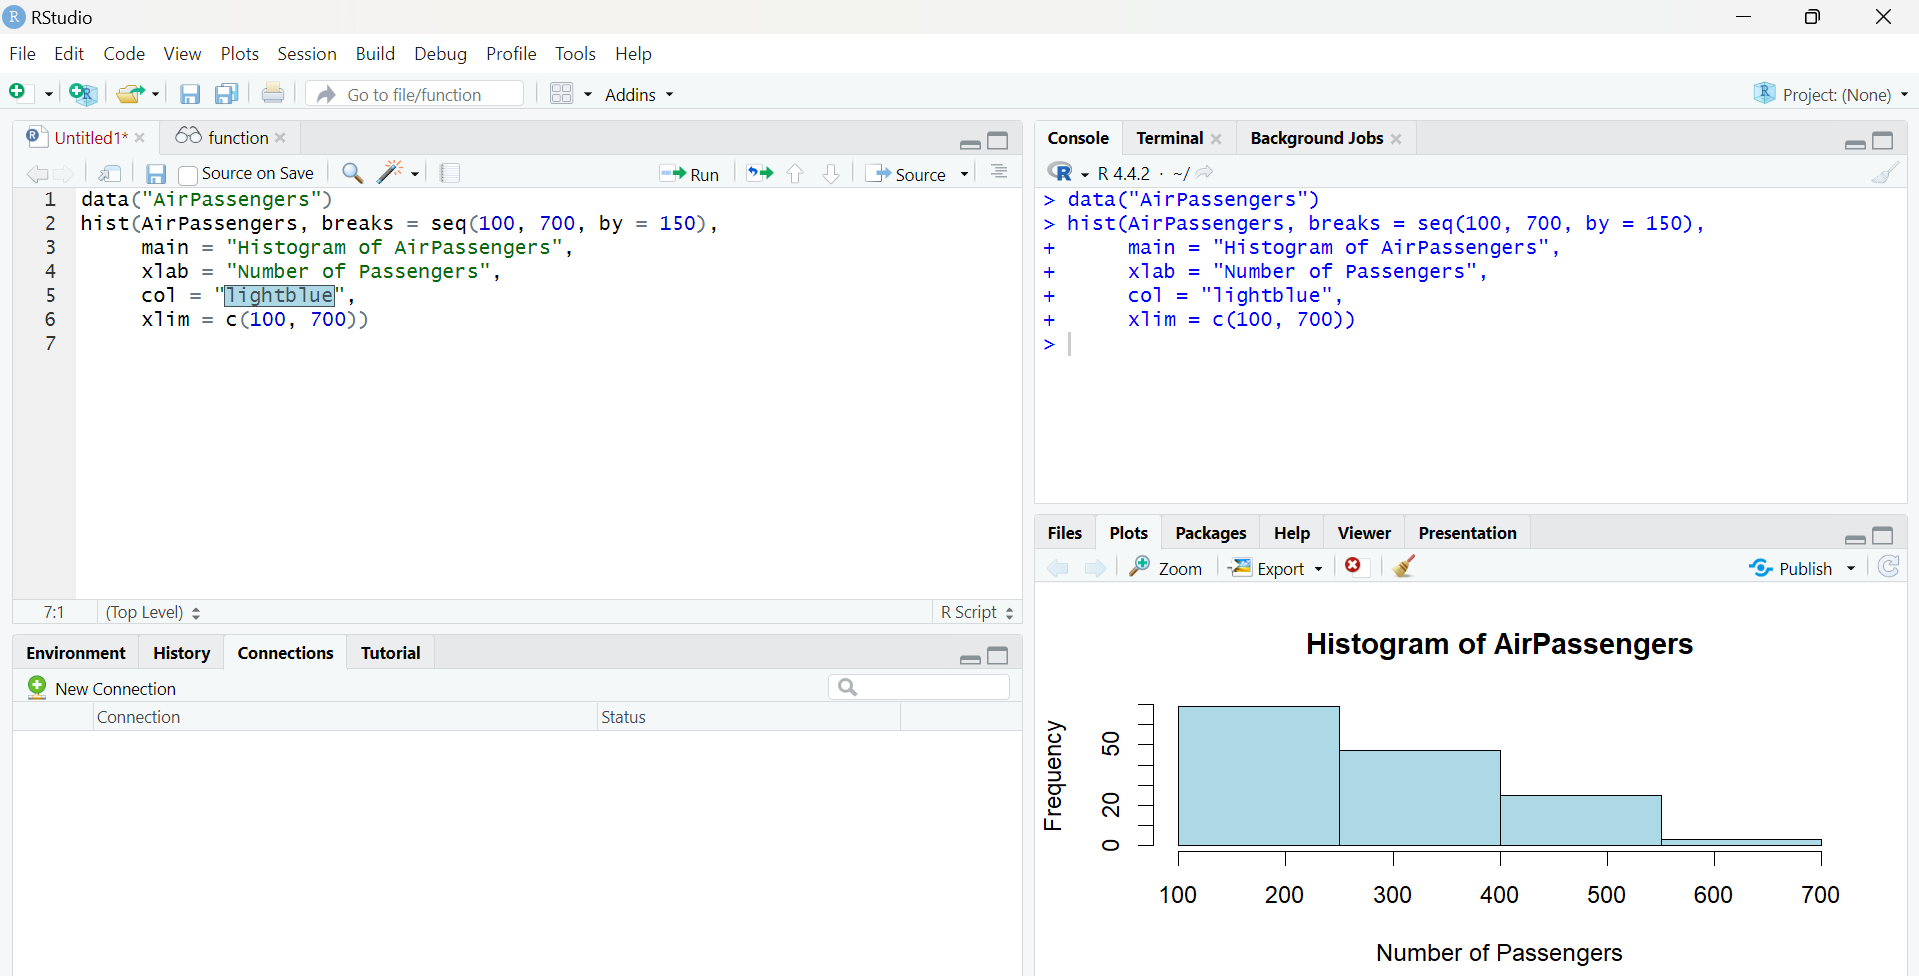 RStudio
File Edit Code View Plots Session Build Debug Profile Tools Help
Go to file/function Addins Project: (None)
Untitled1* function
Source on Save Run Source
1 data("AirPassengers")
2 hist(AirPassengers, breaks = seq(100, 700, by = 150),
3 main = "Histogram of AirPassengers",
4 xlab = "Number of Passengers",
5 col = "lightblue",
6 xlim = c(100, 700))
7
7:1 (Top Level) R Script
Environment History Connections Tutorial
New Connection
Connection Status
Console Terminal Background Jobs
R 4.4.2 · ~/
> data("AirPassengers")
> hist(AirPassengers, breaks = seq(100, 700, by = 150),
+ main = "Histogram of AirPassengers",
+ xlab = "Number of Passengers",
+ col = "lightblue",
+ xlim = c(100, 700))
>
Files Plots Packages Help Viewer Presentation
Zoom Export Publish
Histogram of AirPassengers
Frequency
50
20
0
100 200 300 400 500 600 700
Number of Passengers